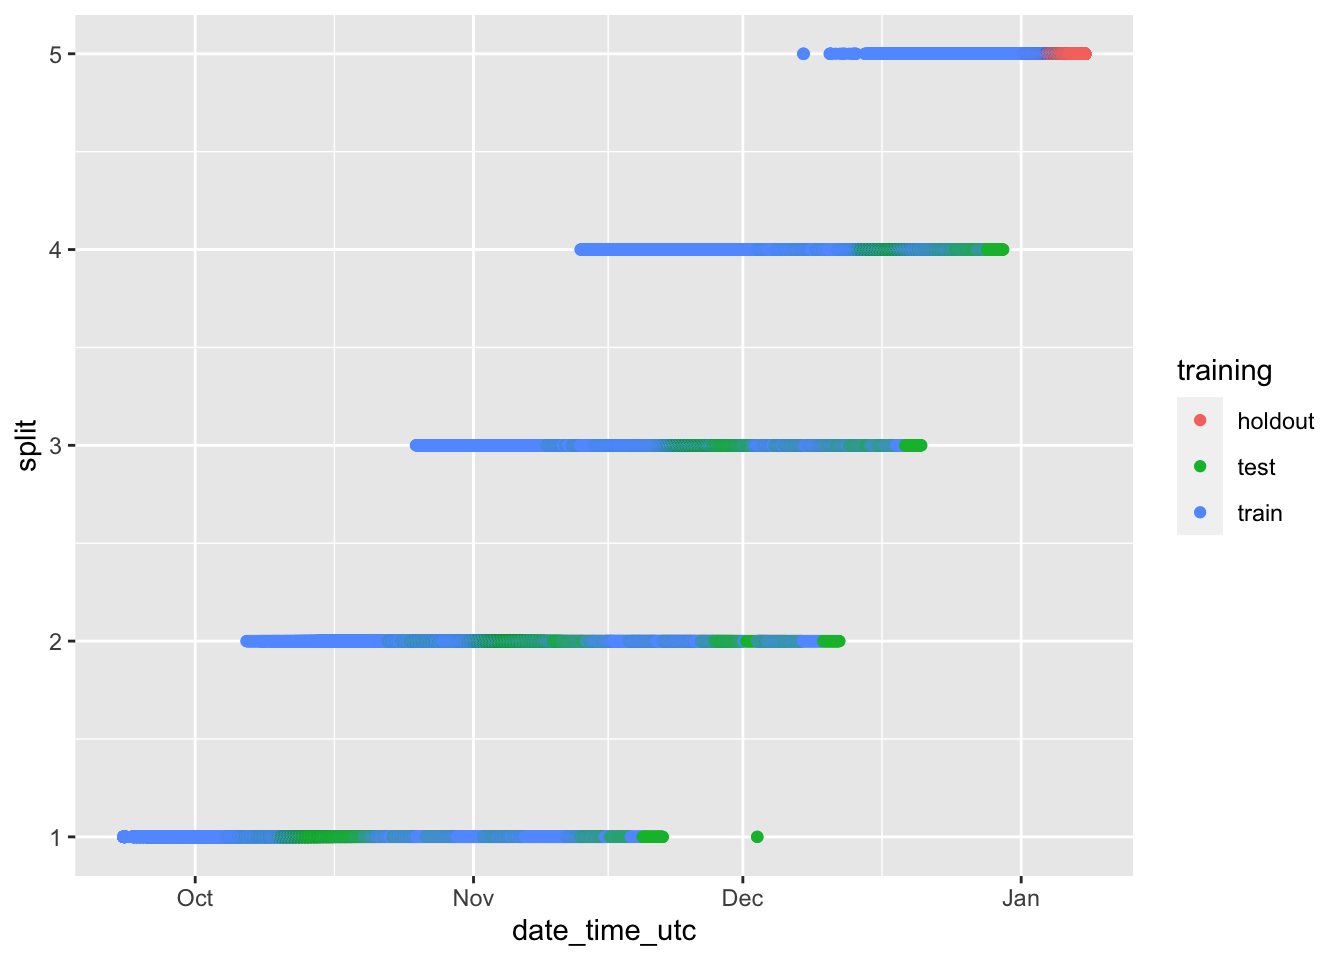 5
4
3
2
1
split
Oct Nov Dec Jan
date_time_utc
training
holdout
test
train